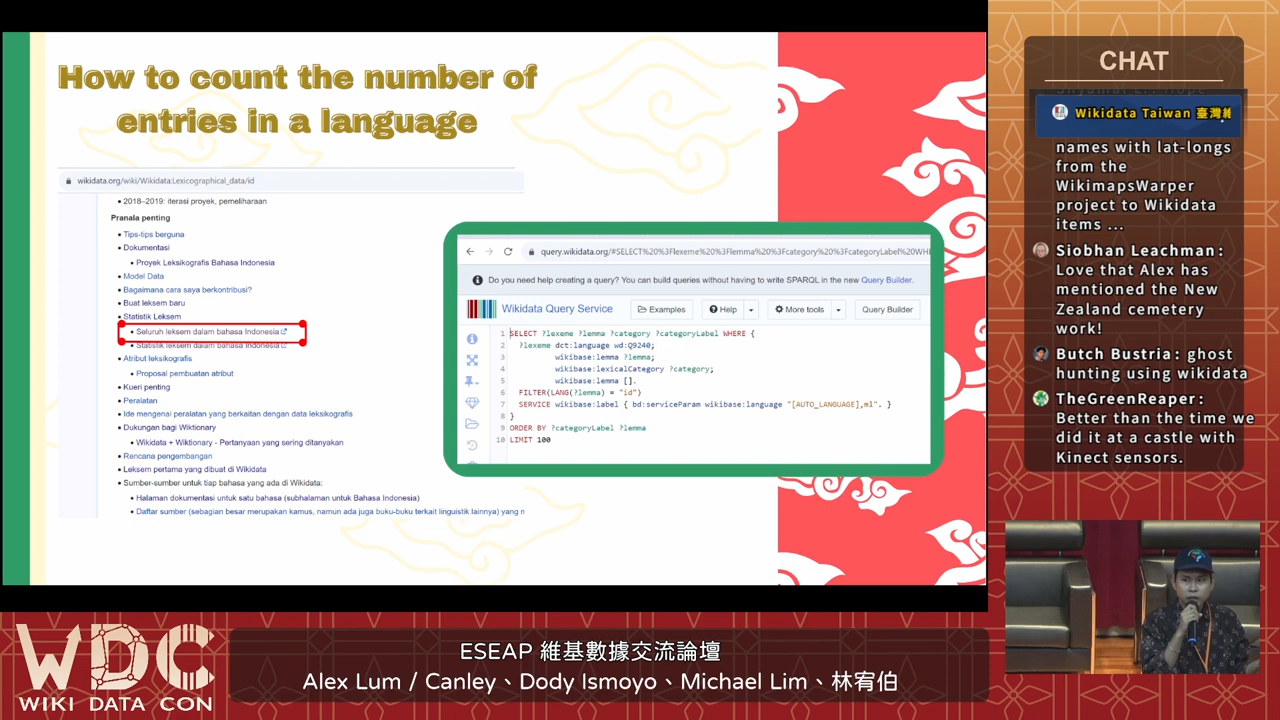 How to count the number of
entries in a language
wikidata.org/wiki/Wikidata:Lexicographical_data/id
2018–2019: iterasi proyek, pemeliharaan
Pranala penting
Tips-tips berguna
Dokumentasi
Proyek Leksikografis Bahasa Indonesia
Model Data
Bagaimana cara saya berkontribusi?
Buat leksem baru
Statistik Leksem
Seluruh leksem dalam bahasa Indonesia
Statistik leksem dalam bahasa Indonesia
Atribut leksikografis
Proposal pembuatan atribut
Kueri penting
Peralatan
Ide mengenai peralatan yang berkaitan dengan data leksikografis
Dukungan bagi Wiktionary
Wikidata + Wiktionary - Pertanyaan yang sering ditanyakan
Rencana pengembangan
Leksem pertama yang dibuat di Wikidata
Sumber-sumber untuk tiap bahasa yang ada di Wikidata:
Halaman dokumentasi untuk satu bahasa (subhalaman untuk Bahasa Indonesia)
Daftar sumber (sebagian besar merupakan kamus, namun ada juga buku-buku terkait linguistik lainnya) yang
query.wikidata.org/#SELECT%20%3Flexeme%20%3Flemma%20%3Fcategory%20%3FcategoryLabel%20WHE
Do you need help creating a query? You can build queries without having to write SPARQL in the new Query Builder.
Wikidata Query Service
Examples
Help
More tools
Query Builder
1 SELECT ?lexeme ?lemma ?category ?categoryLabel WHERE {
2 ?lexeme dct:language wd:Q9240;
3 wikibase:lemma ?lemma;
4 wikibase:lexicalCategory ?category;
5 wikibase:lemma [].
6 FILTER(LANG(?lemma) = "id")
7 SERVICE wikibase:label { bd:serviceParam wikibase:language "[AUTO_LANGUAGE],ml". }
8 }
9 ORDER BY ?categoryLabel ?lemma
10 LIMIT 100
CHAT
Wikidata Taiwan 臺灣維
names with lat-longs
from the
WikimapsWarper
project to Wikidata
items ...
Siobhan Leachman:
Love that Alex has
mentioned the New
Zealand cemetery
work!
Butch Bustria: ghost
hunting using wikidata
TheGreenReaper:
Better than the time we
did it at a castle with
Kinect sensors.
WDC
WIKI DATA CON
ESEAP 維基數據交流論壇
Alex Lum / Canley、Dody Ismoyo、Michael Lim、林宥伯